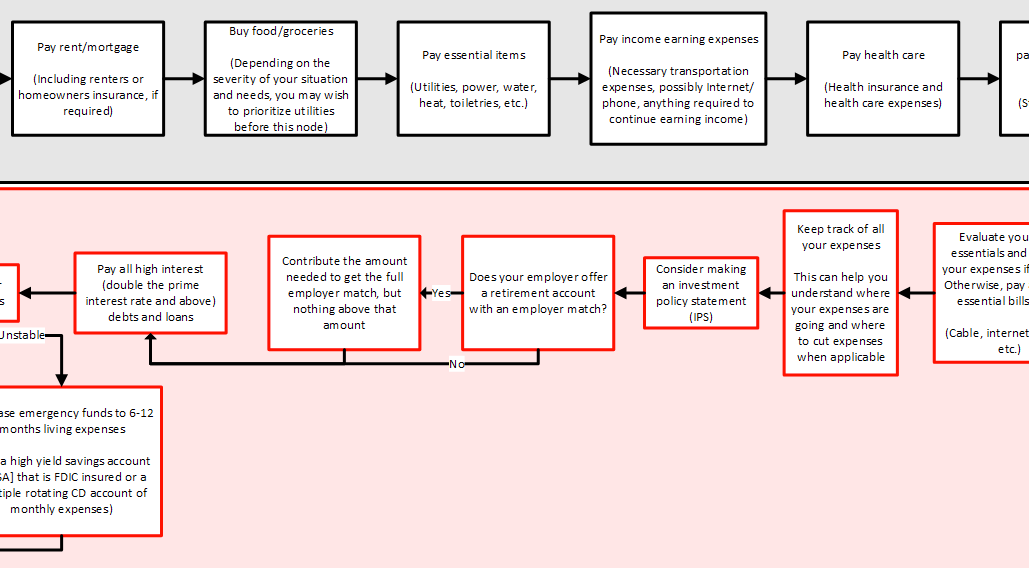 Pay rent/mortgage
(Including renters or
homeowners insurance, if
required)
Buy food/groceries
(Depending on the
severity of your situation
and needs, you may wish
to prioritize utilities
before this node)
Pay essential items
(Utilities, power, water,
heat, toiletries, etc.)
Pay income earning expenses
(Necessary transportation
expenses, possibly Internet/
phone, anything required to
continue earning income)
Pay health care
(Health insurance and
health care expenses)
Pay all high interest
(double the prime
interest rate and above)
debts and loans
Contribute the amount
needed to get the full
employer match, but
nothing above that
amount
Yes
Does your employer offer
a retirement account
with an employer match?
No
Consider making
an investment
policy statement
(IPS)
Keep track of all
your expenses
This can help you
understand where
your expenses are
going and where
to cut expenses
when applicable
Evaluate
essentials and
your expenses
Otherwise, pay
essential bills
(Cable, internet
etc.)
Unstable
emergency funds to 6-12
months living expenses
a high yield savings account
that is FDIC insured or a
rotating CD account of
monthly expenses)